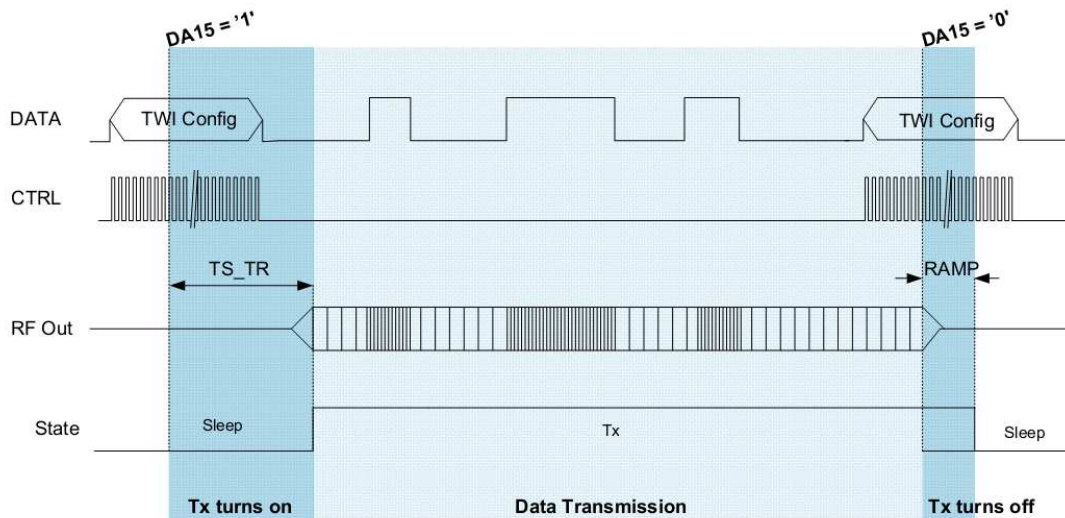 DA15 = '1'
DA15 = '0'
DATA
TWI Config
TWI Config
CTRL
TS_TR
RAMP
RF Out
State
Sleep
Tx
Sleep
Tx turns on
Data Transmission
Tx turns off